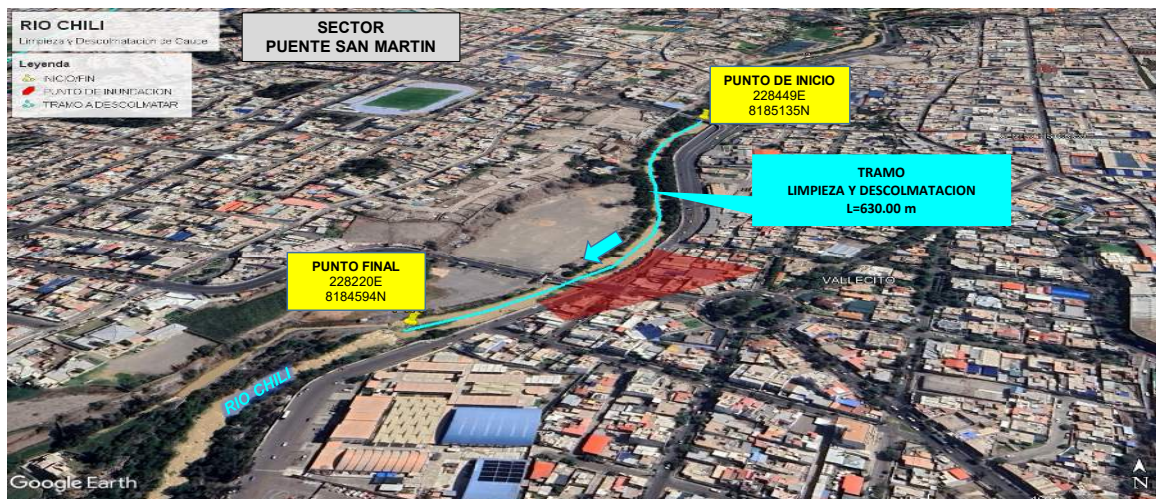 RIO CHILI
Limpieza y Descolmatación de Cauce
Leyenda
INICIO/FIN
PUNTO DE INUNDACION
TRAMO A DESCOLMATAR
SECTOR
PUENTE SAN MARTIN
PUNTO DE INICIO
228449E
8185135N
TRAMO
LIMPIEZA Y DESCOLMATACION
L=630.00 m
PUNTO FINAL
228220E
8184594N
VALLECITO
RIO CHILI
Google Earth
N